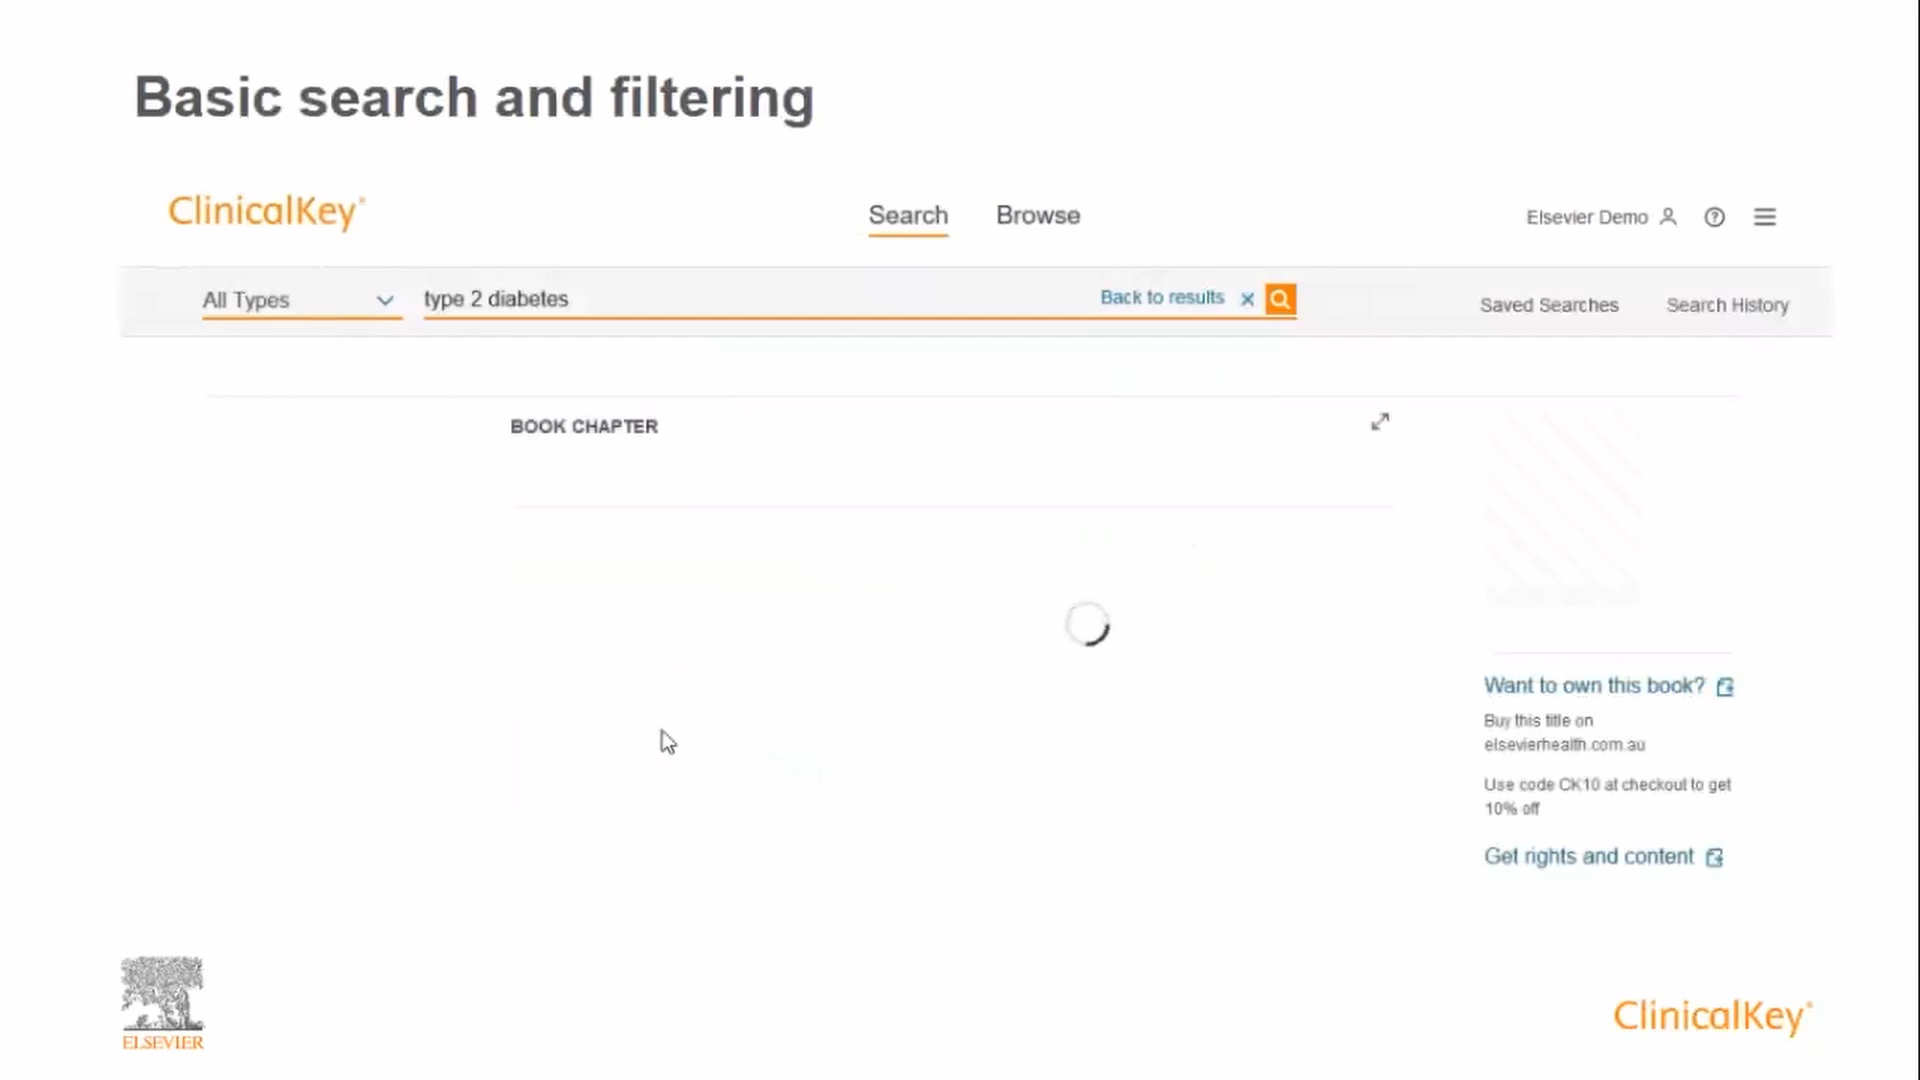 Basic search and filtering
ClinicalKey®
Search
Browse
Elsevier Demo
All Types
type 2 diabetes
Back to results
Saved Searches
Search History
BOOK CHAPTER
Want to own this book?
Buy this title on
elsevierhealth.com.au
Use code CK10 at checkout to get
10% off
Get rights and content
ELSEVIER
ClinicalKey®